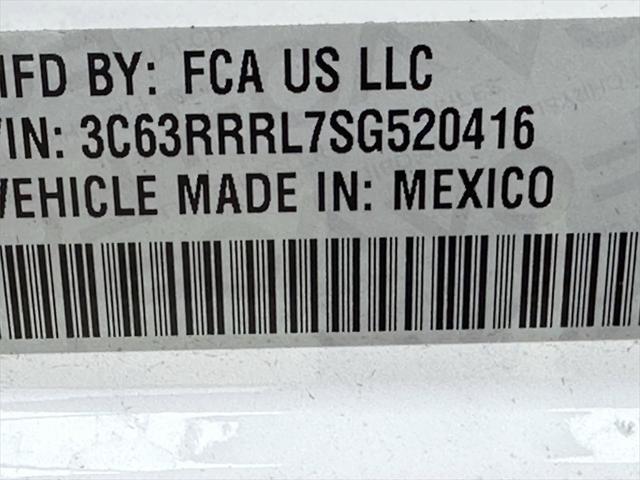 MFD BY: FCA US LLC
VIN: 3C63RRRL7SG520416
VEHICLE MADE IN: MEXICO